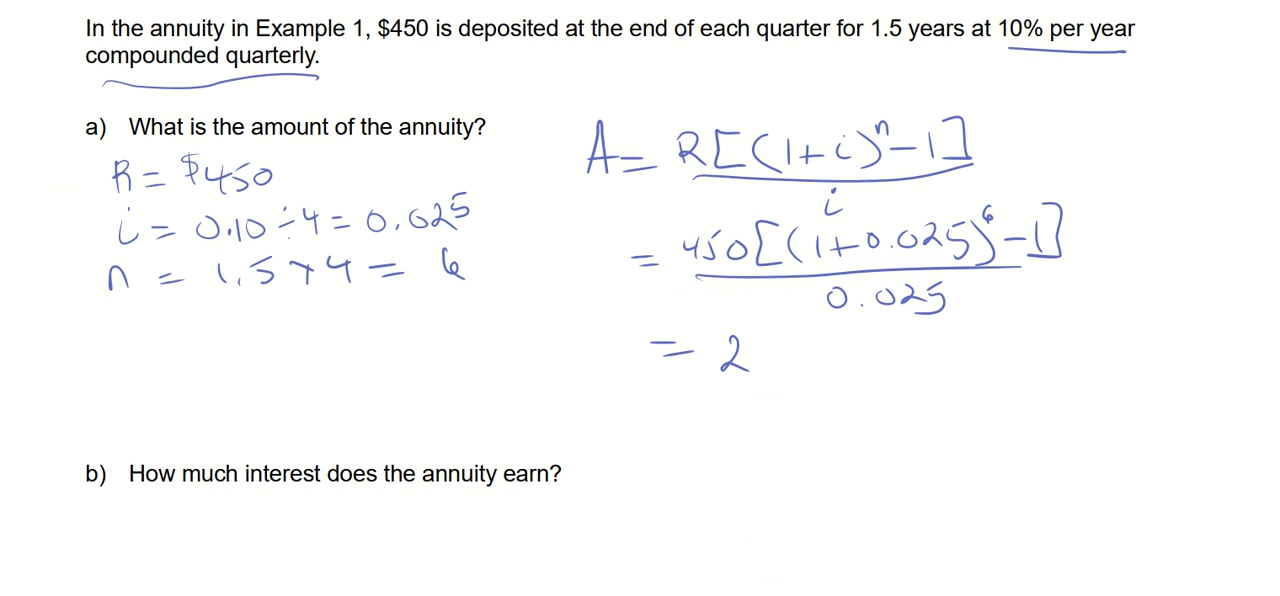 In the annuity in Example 1, $450 is deposited at the end of each quarter for 1.5 years at 10% per year
compounded quarterly.
a) What is the amount of the annuity?
R = $450
i = 0.10 ÷ 4 = 0.025
n = 1.5 × 4 = 6
A = R[(1+i)^n - 1]
i
= 450[(1+0.025)^6 - 1]
0.025
= 2
b) How much interest does the annuity earn?